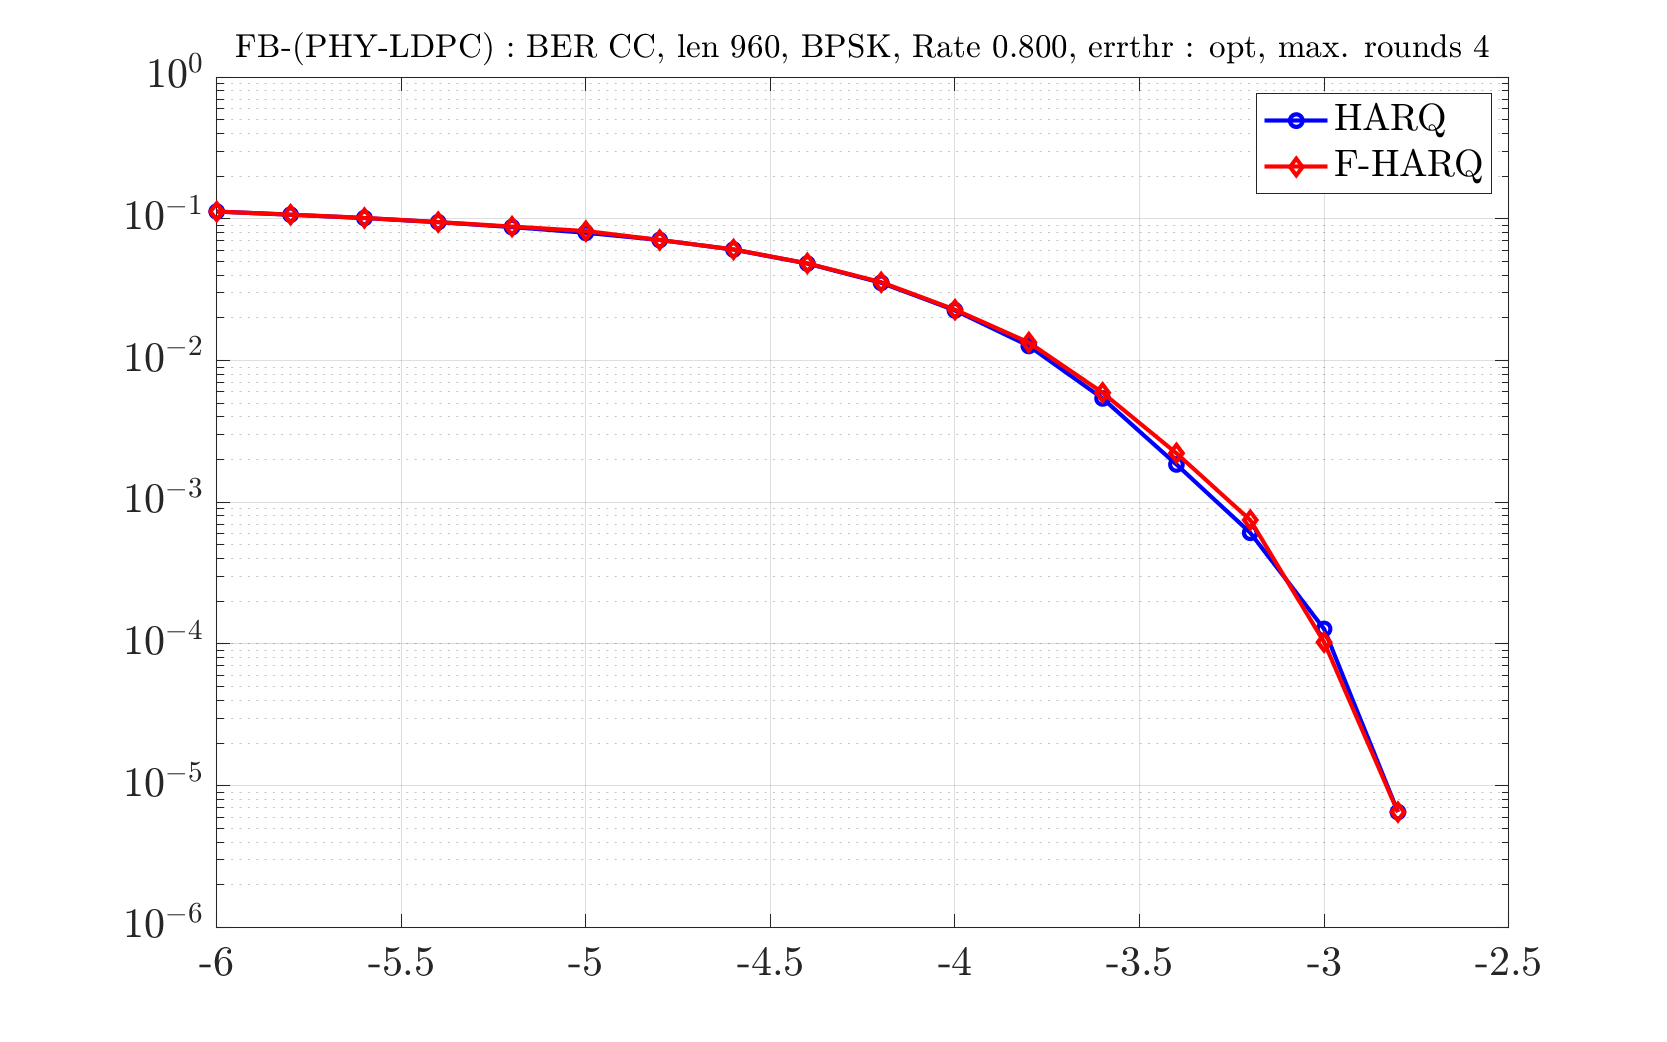 FB-(PHY-LDPC) : BER CC, len 960, BPSK, Rate 0.800, errthr : opt, max. rounds 4
HARQ
F-HARQ
10^0
10^{-1}
10^{-2}
10^{-3}
10^{-4}
10^{-5}
10^{-6}
-6 -5.5 -5 -4.5 -4 -3.5 -3 -2.5